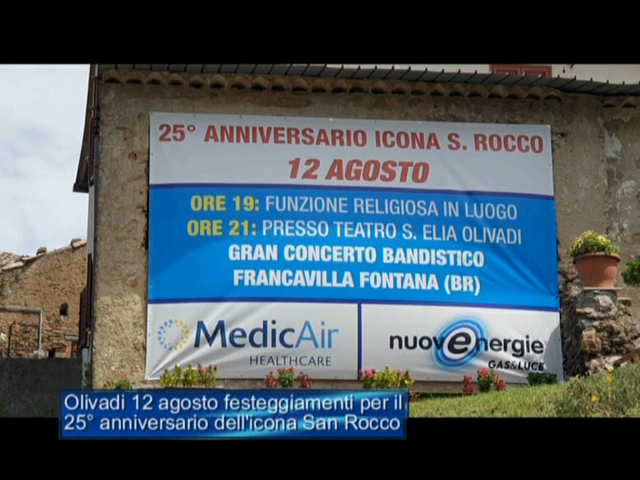 25° ANNIVERSARIO ICONA S. ROCCO
12 AGOSTO
ORE 19: FUNZIONE RELIGIOSA IN LUOGO
ORE 21: PRESSO TEATRO S. ELIA OLIVADI
GRAN CONCERTO BANDISTICO
FRANCAVILLA FONTANA (BR)
MedicAir
HEALTHCARE
nuovenergie
GAS&LUCE
Olivadi 12 agosto festeggiamenti per il
25° anniversario dell'icona San Rocco